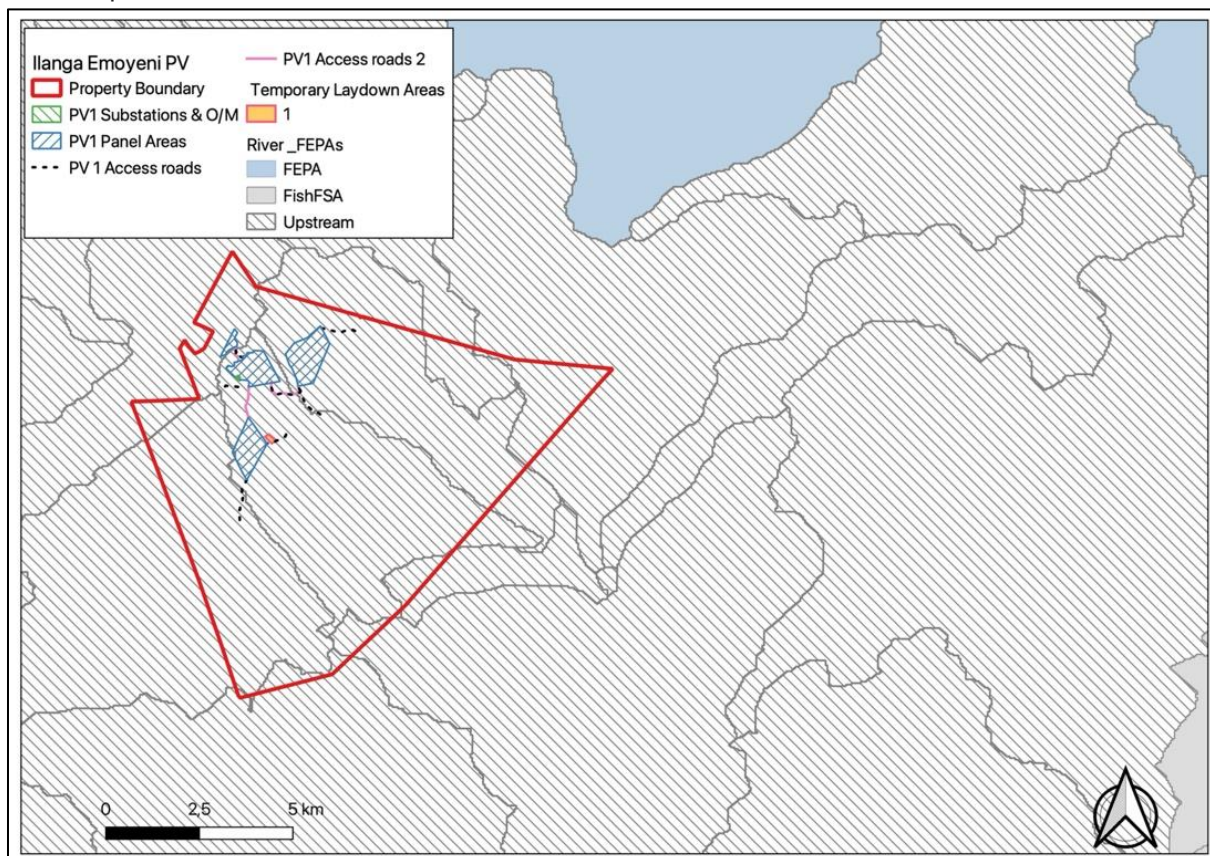 Ilanga Emoyeni PV
Property Boundary
PV1 Substations & O/M
PV1 Panel Areas
PV 1 Access roads
PV1 Access roads 2
Temporary Laydown Areas
1
River _FEPAs
FEPA
FishFSA
Upstream
0 2,5 5 km